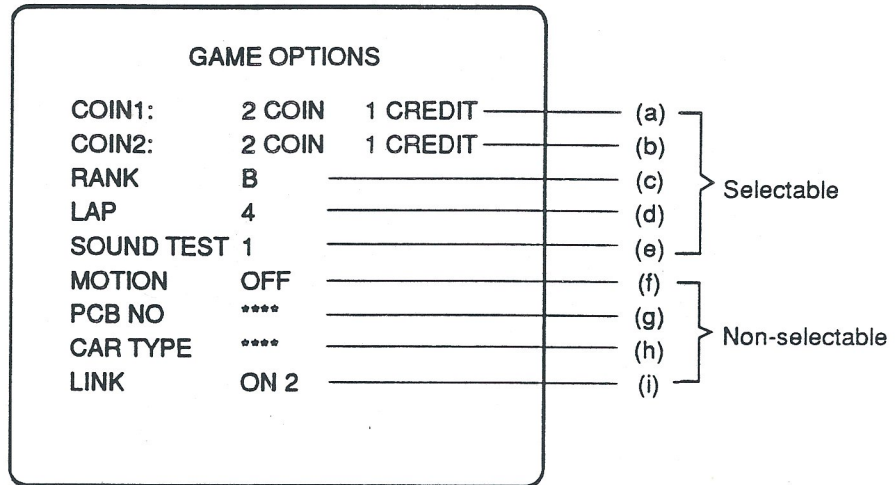 GAME OPTIONS
COIN1: 2 COIN 1 CREDIT (a)
COIN2: 2 COIN 1 CREDIT (b)
RANK B (c)
LAP 4 (d)
SOUND TEST 1 (e)
Selectable
MOTION OFF (f)
PCB NO **** (g)
CAR TYPE **** (h)
LINK ON 2 (i)
Non-selectable